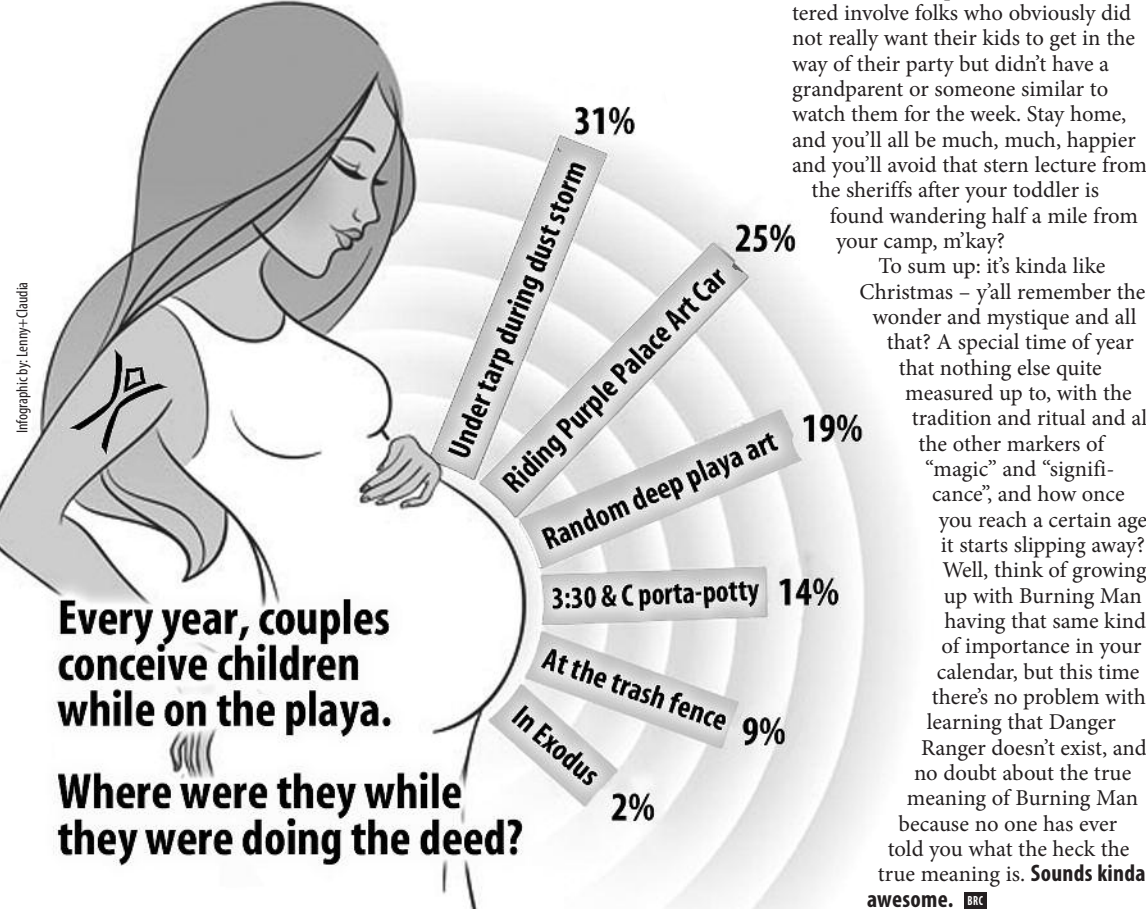 Infographic by: Lenny+Claudia
31%
Under tarp during dust storm
25%
Riding Purple Palace Art Car
19%
Random deep playa art
14%
3:30 & C porta-potty
9%
At the trash fence
2%
In Exodus
Every year, couples
conceive children
while on the playa.
Where were they while
they were doing the deed?
tered involve folks who obviously did
not really want their kids to get in the
way of their party but didn’t have a
grandparent or someone similar to
watch them for the week. Stay home,
and you’ll all be much, much, happier
and you’ll avoid that stern lecture from
the sheriffs after your toddler is
found wandering half a mile from
your camp, m’kay?
To sum up: it’s kinda like
Christmas – y’all remember the
wonder and mystique and all
that? A special time of year
that nothing else quite
measured up to, with the
tradition and ritual and al
the other markers of
“magic” and “signifi-
cance”, and how once
you reach a certain age
it starts slipping away?
Well, think of growing
up with Burning Man
having that same kind
of importance in your
calendar, but this time
there’s no problem with
learning that Danger
Ranger doesn’t exist, and
no doubt about the true
meaning of Burning Man
because no one has ever
told you what the heck the
true meaning is. Sounds kinda
awesome. BRC